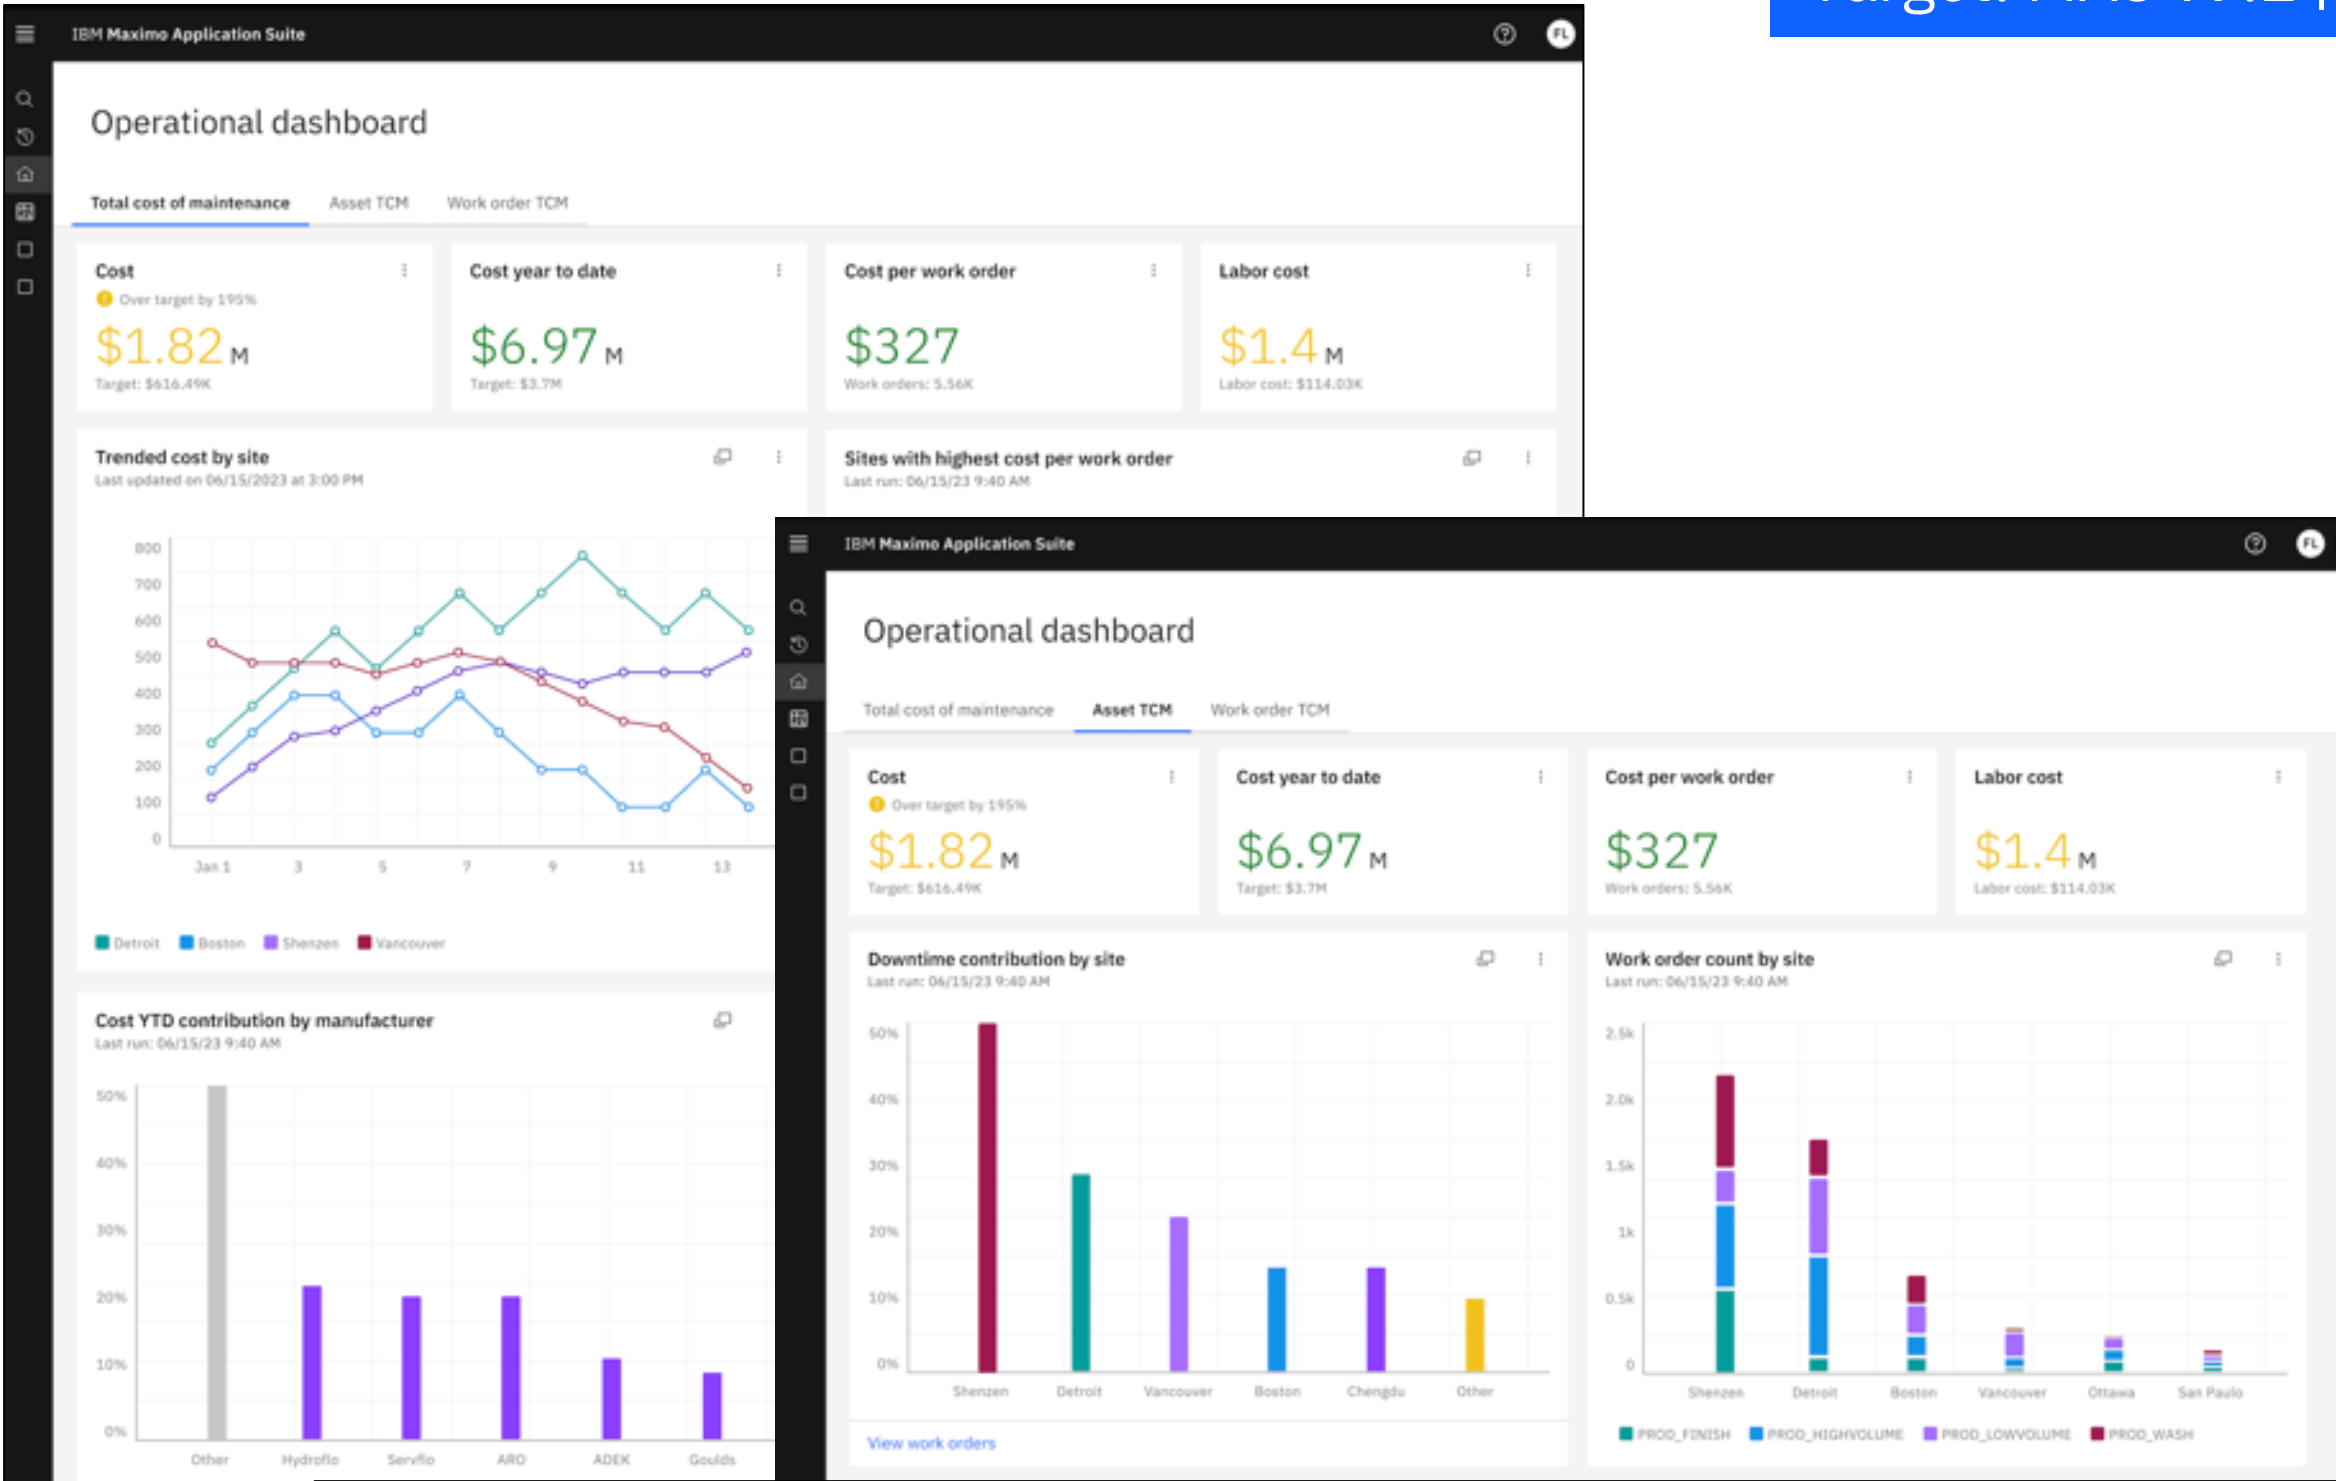 IBM Maximo Application Suite
FL
Operational dashboard
Total cost of maintenance Asset TCM Work order TCM
Cost
Over target by 195%
$1.82 M
Target: $616.49K
Cost year to date
$6.97 M
Target: $3.7M
Cost per work order
$327
Work orders: 5.56K
Labor cost
$1.4 M
Labor cost: $114.03K
Trended cost by site
Last updated on 06/15/2023 at 3:00 PM
800
700
600
500
400
300
200
100
0
Jan 1 3 5 7 9 11 13
Detroit Boston Shenzen Vancouver
Sites with highest cost per work order
Last run: 06/15/23 9:40 AM
Cost YTD contribution by manufacturer
Last run: 06/15/23 9:40 AM
50%
40%
30%
20%
10%
0%
Other Hydroflo Servflo ARO ADEK Goulds
IBM Maximo Application Suite
FL
Operational dashboard
Total cost of maintenance Asset TCM Work order TCM
Cost
Over target by 195%
$1.82 M
Target: $616.49K
Cost year to date
$6.97 M
Target: $3.7M
Cost per work order
$327
Work orders: 5.56K
Labor cost
$1.4 M
Labor cost: $114.03K
Downtime contribution by site
Last run: 06/15/23 9:40 AM
50%
40%
30%
20%
10%
0%
Shenzen Detroit Vancouver Boston Chengdu Other
View work orders
Work order count by site
Last run: 06/15/23 9:40 AM
2.5k
2.0k
1.5k
1k
0.5k
0
Shenzen Detroit Boston Vancouver Ottawa San Paulo
PROD_FINISH PROD_HIGHVOLUME PROD_LOWVOLUME PROD_WASH